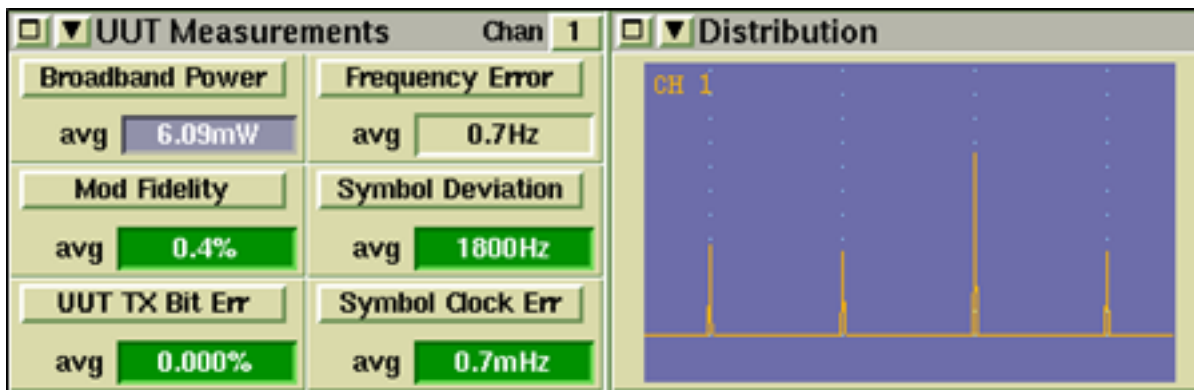 UUT Measurements Chan 1
Broadband Power Frequency Error
avg 6.09mW avg 0.7Hz
Mod Fidelity Symbol Deviation
avg 0.4% avg 1800Hz
UUT TX Bit Err Symbol Clock Err
avg 0.000% avg 0.7mHz
Distribution
CH 1